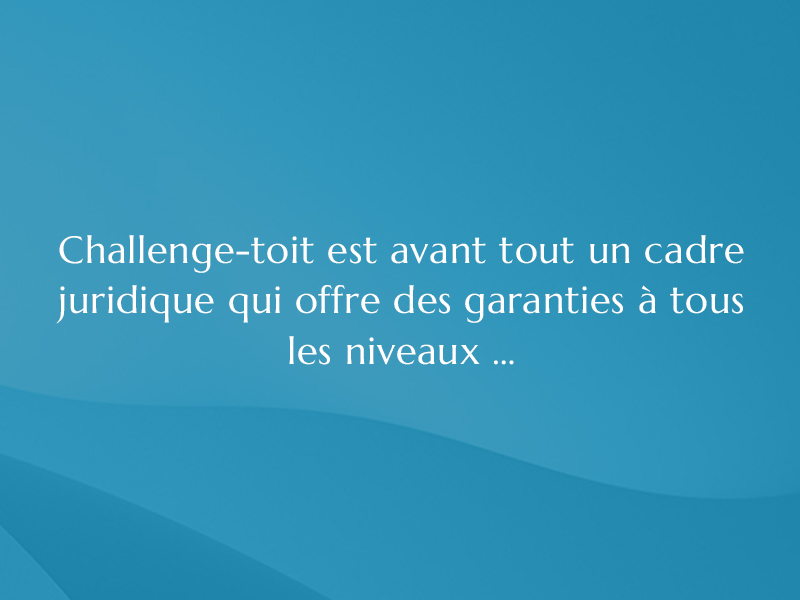 Challenge-toit est avant tout un cadre
juridique qui offre des garanties à tous
les niveaux ...